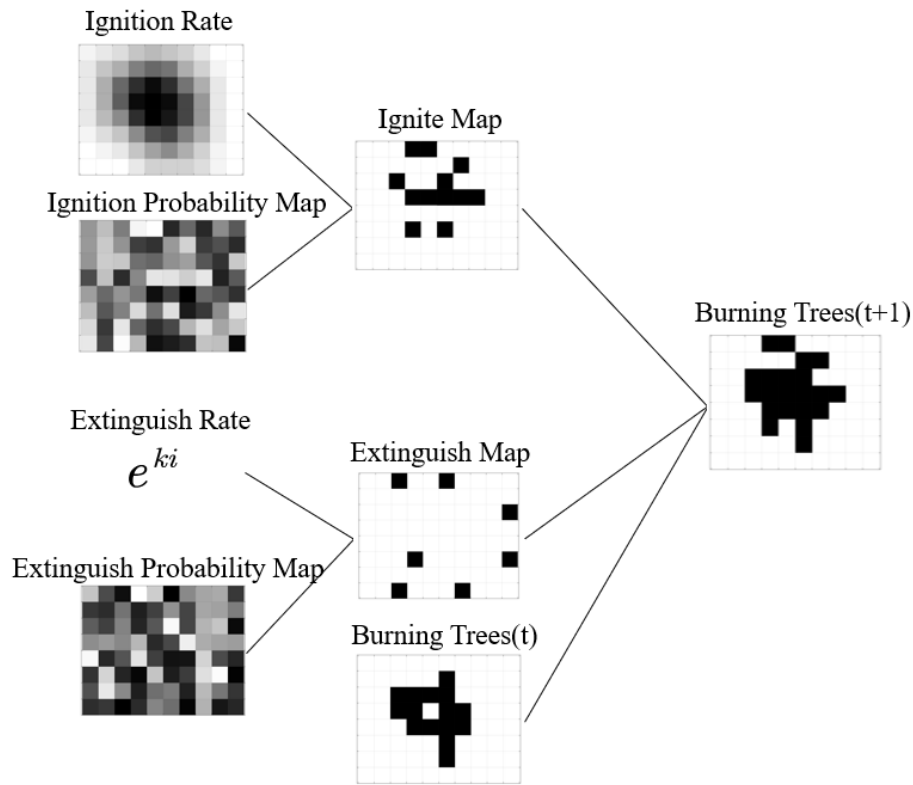 Ignition Rate
Ignite Map
Ignition Probability Map
Burning Trees(t+1)
Extinguish Rate
e^{ki}
Extinguish Map
Extinguish Probability Map
Burning Trees(t)